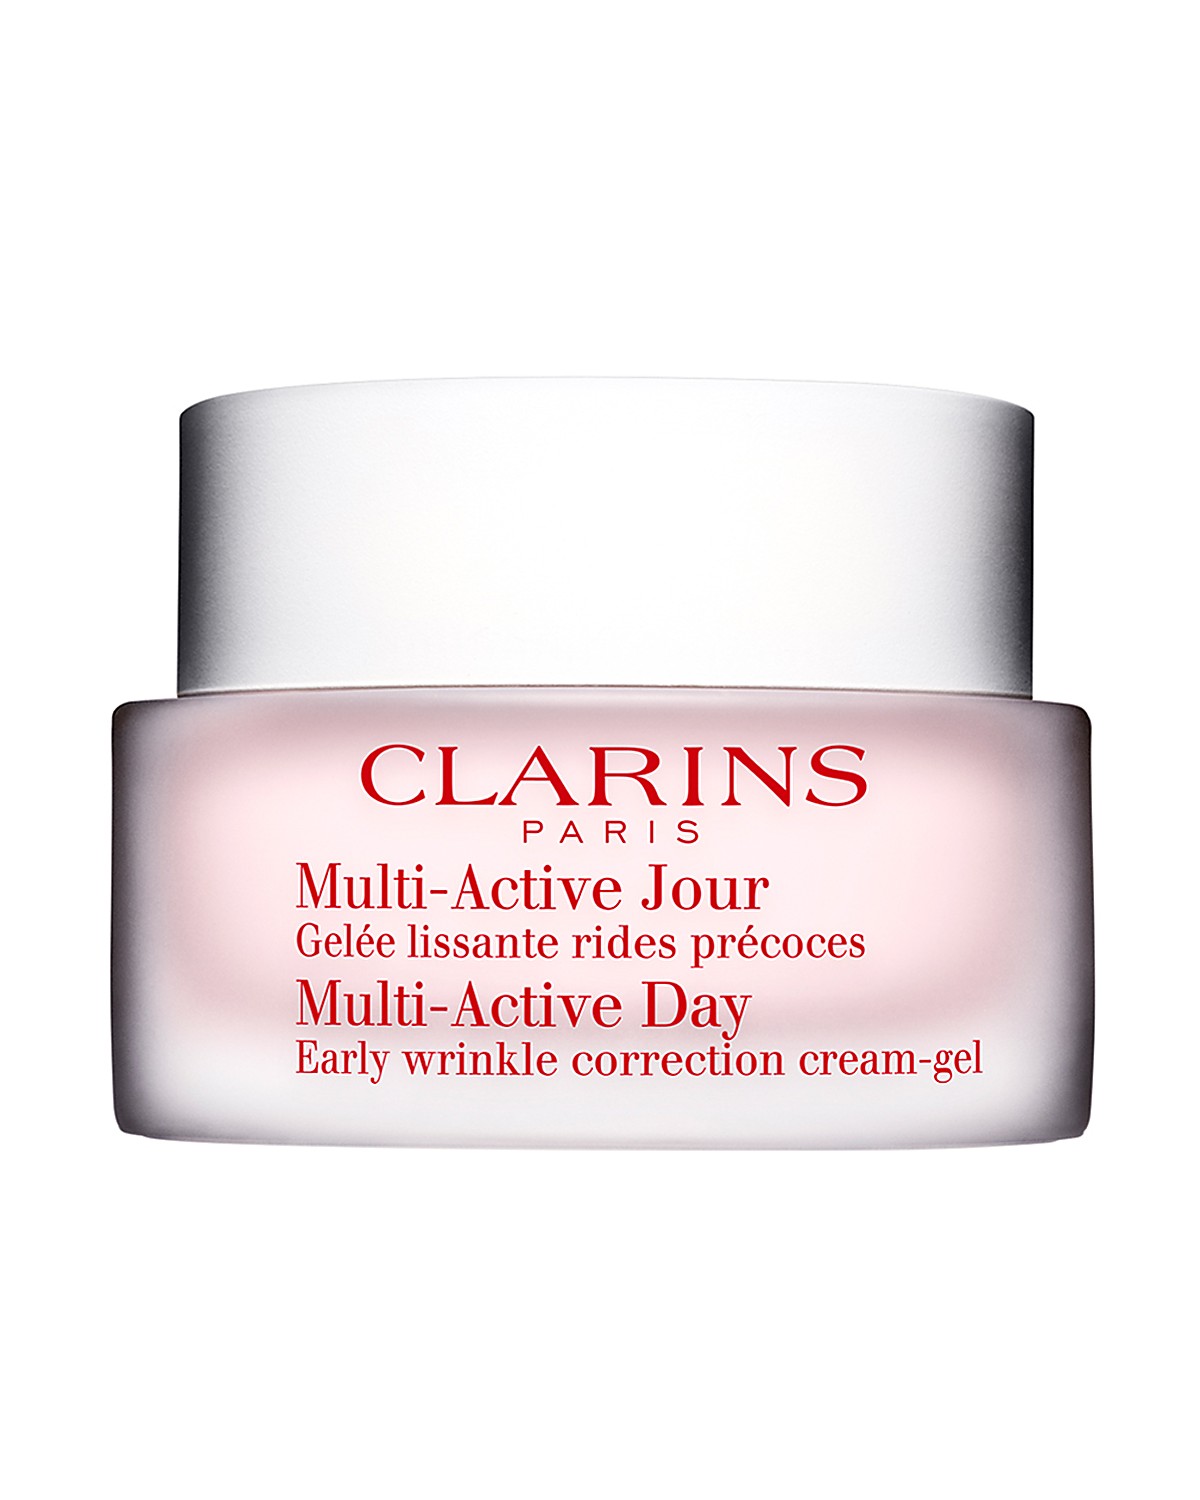 CLARINS
PARIS
Multi-Active Jour
Gelée lissante rides précoces
Multi-Active Day
Early wrinkle correction cream-gel